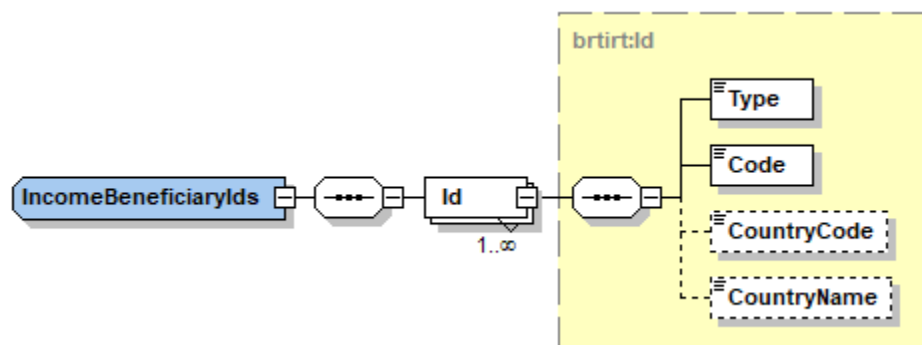 brtirt:Id
Type
Code
IncomeBeneficiaryIds
Id
1..∞
CountryCode
CountryName